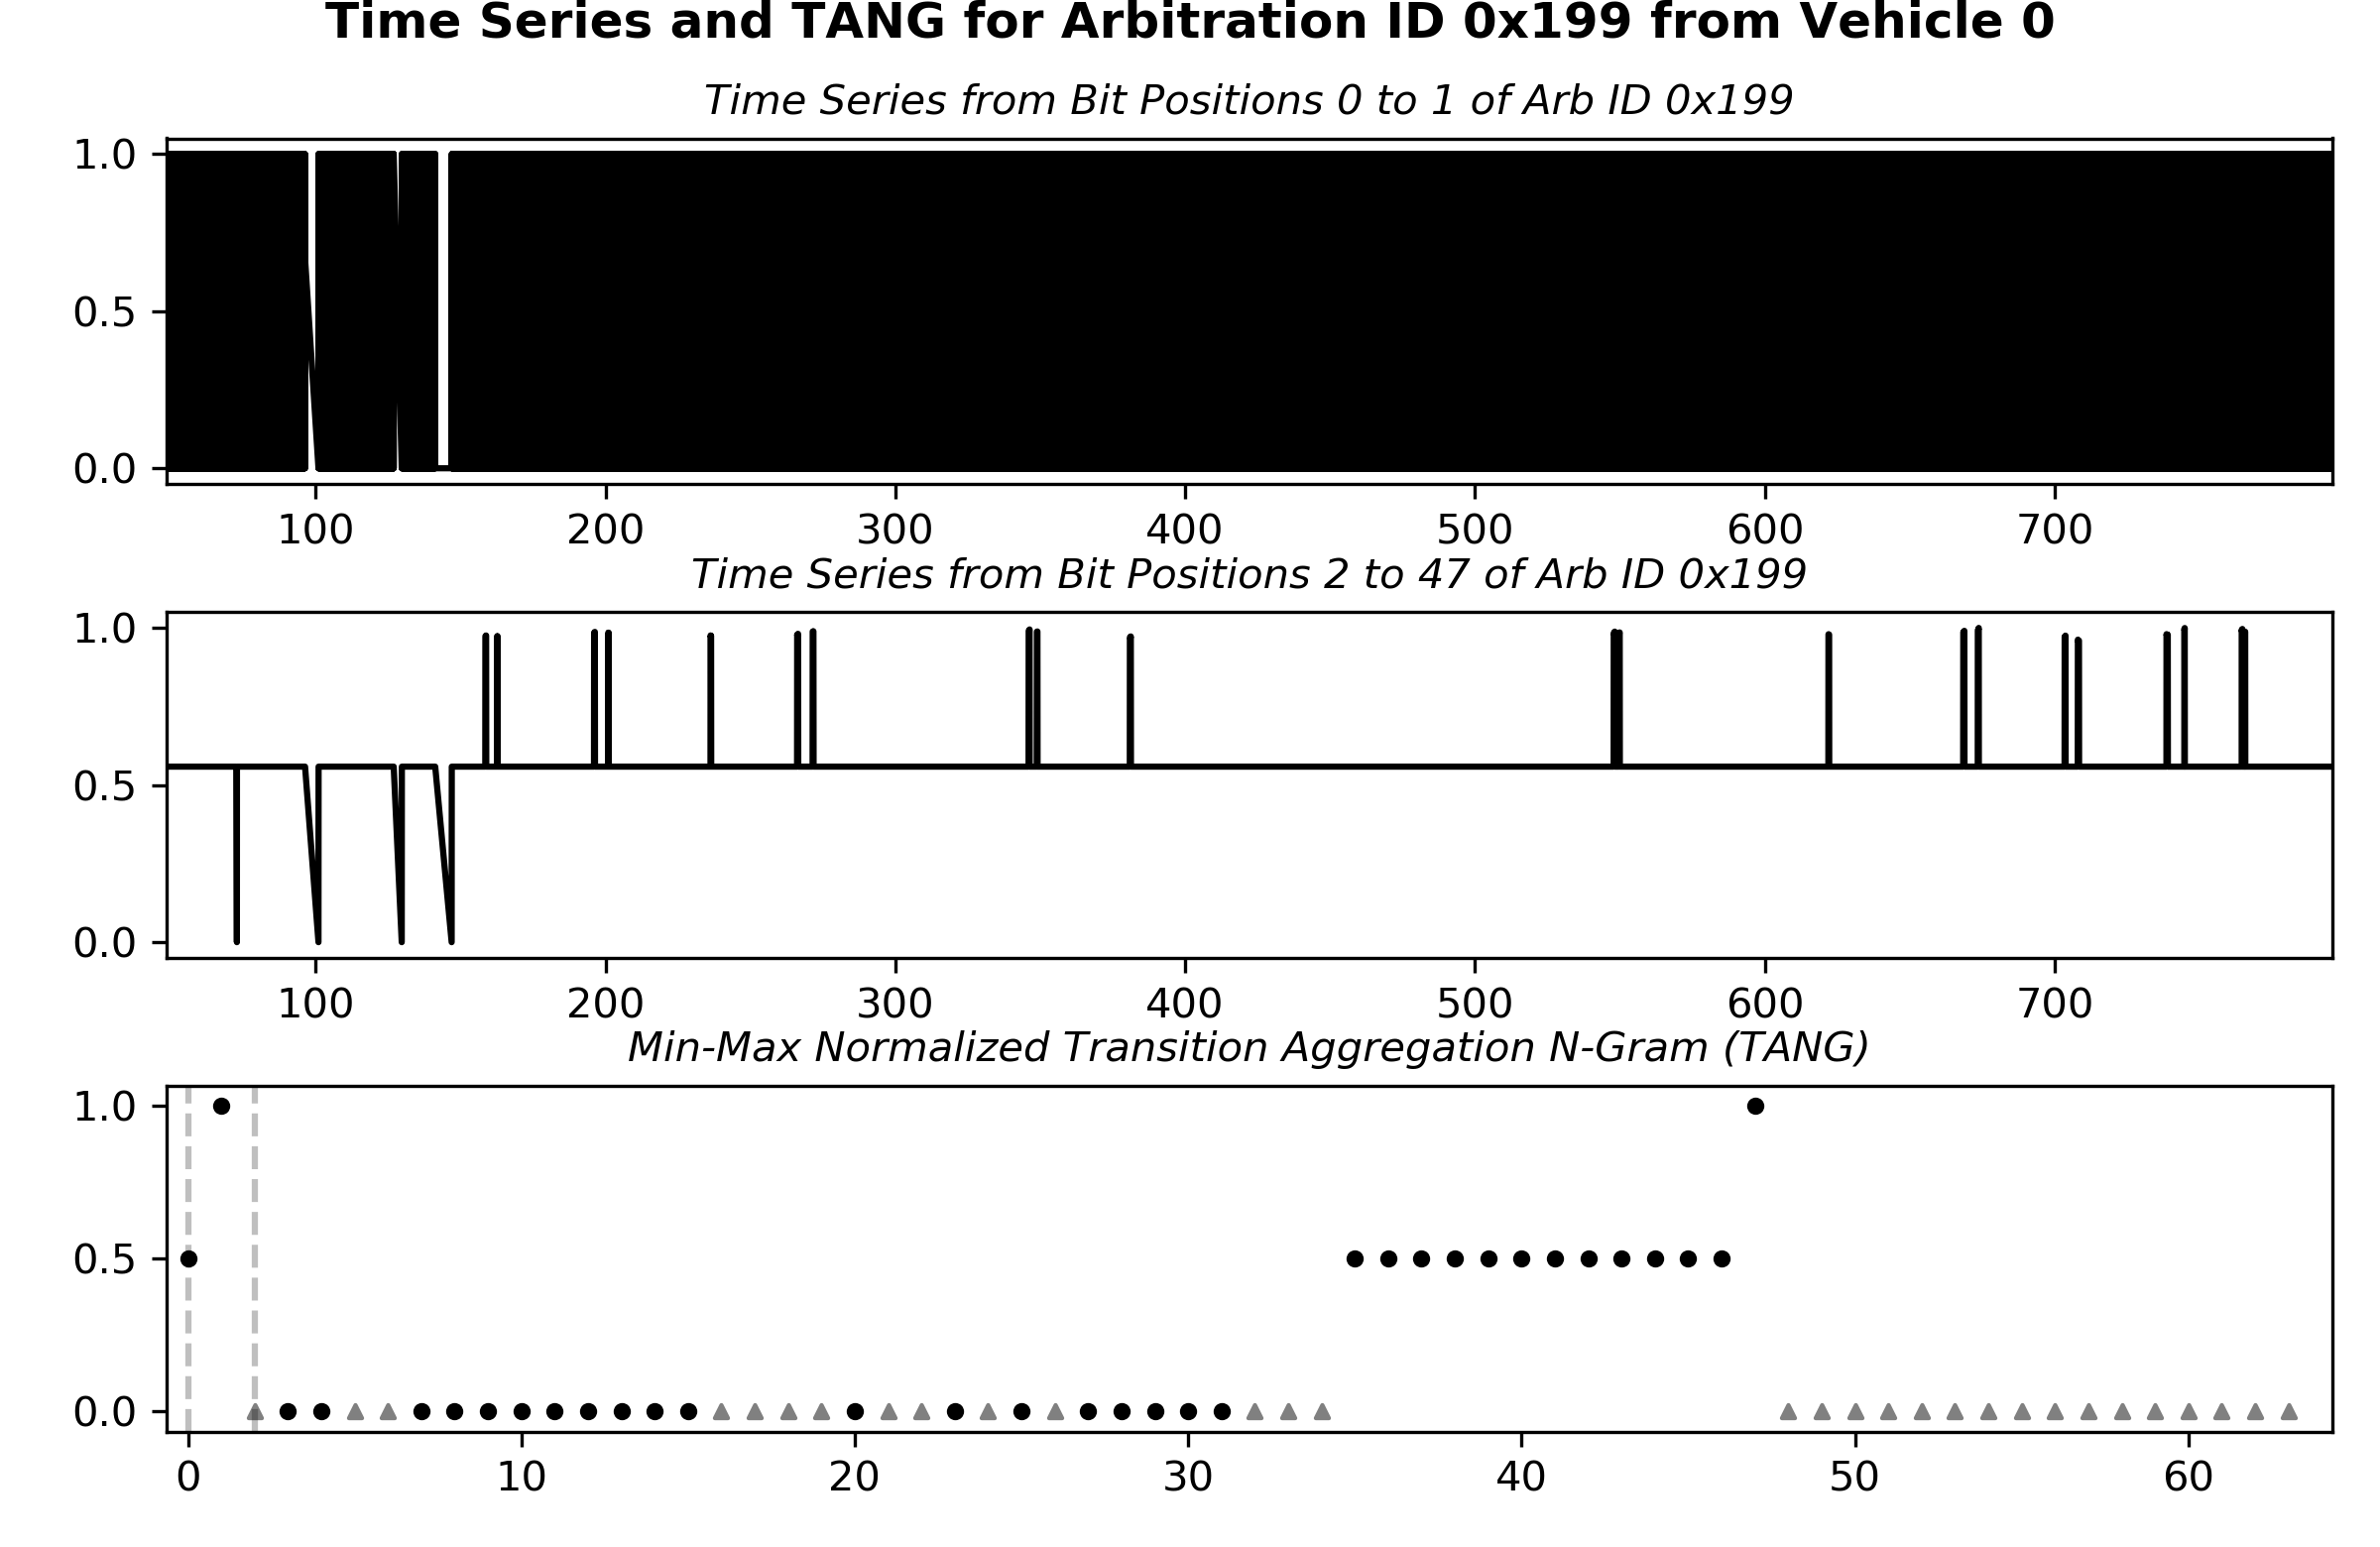 Time Series and TANG for Arbitration ID 0x199 from Vehicle 0
Time Series from Bit Positions 0 to 1 of Arb ID 0x199
1.0
0.5
0.0
100 200 300 400 500 600 700
Time Series from Bit Positions 2 to 47 of Arb ID 0x199
1.0
0.5
0.0
100 200 300 400 500 600 700
Min-Max Normalized Transition Aggregation N-Gram (TANG)
1.0
0.5
0.0
0 10 20 30 40 50 60